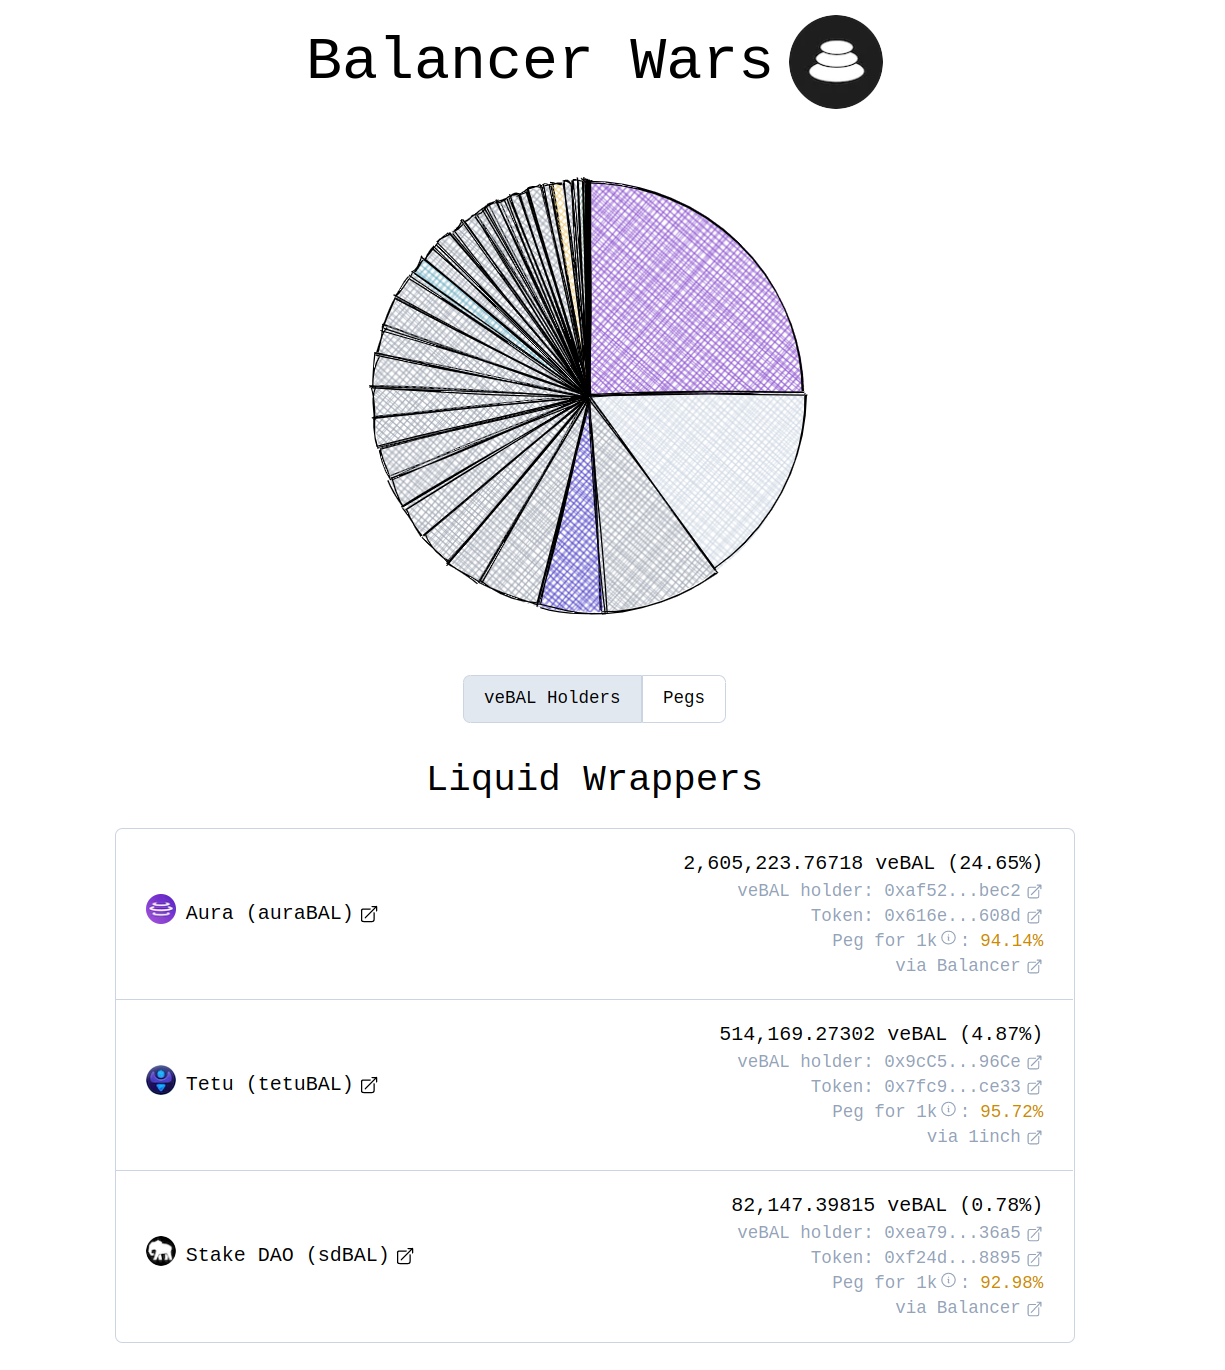 Balancer Wars
veBAL Holders
Pegs
Liquid Wrappers
Aura (auraBAL)
2,605,223.76718 veBAL (24.65%)
veBAL holder: 0xaf52...bec2
Token: 0x616e...608d
Peg for 1k : 94.14%
via Balancer
Tetu (tetuBAL)
514,169.27302 veBAL (4.87%)
veBAL holder: 0x9cC5...96Ce
Token: 0x7fc9...ce33
Peg for 1k : 95.72%
via 1inch
Stake DAO (sdBAL)
82,147.39815 veBAL (0.78%)
veBAL holder: 0xea79...36a5
Token: 0xf24d...8895
Peg for 1k : 92.98%
via Balancer